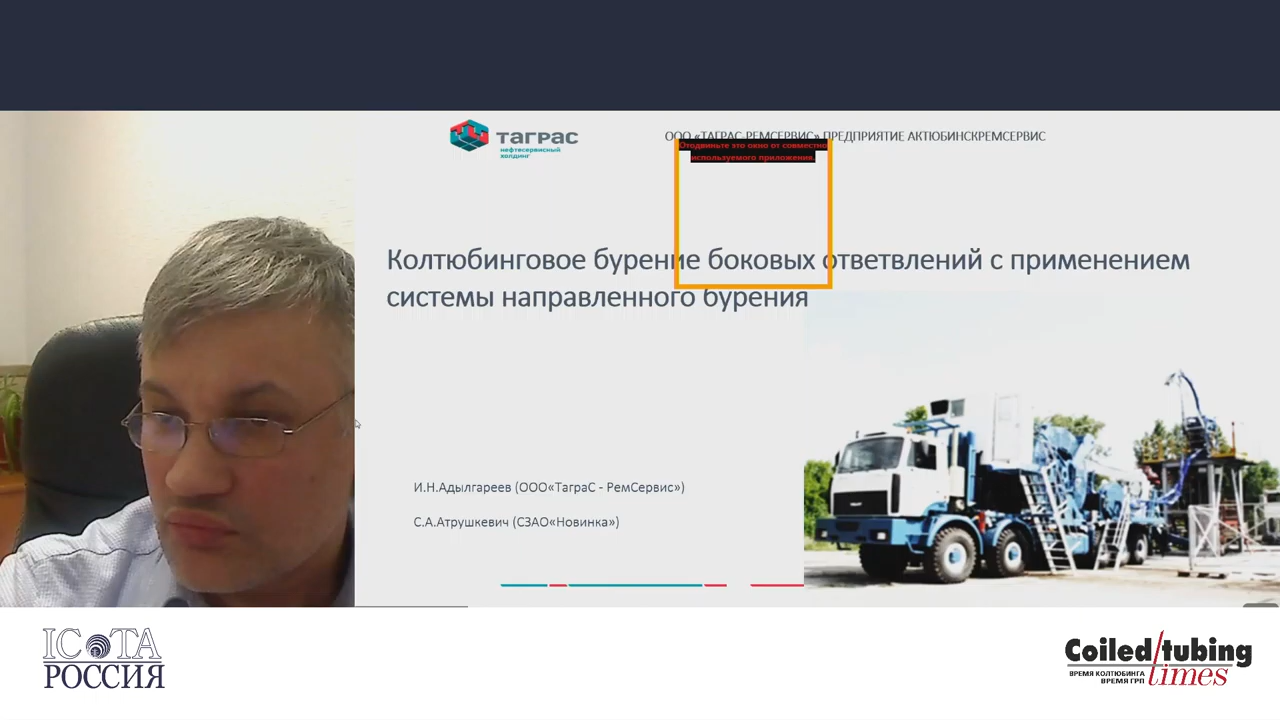 таграс
нефтесервисный
холдинг
ООО «ТАГРАС-РЕМСЕРВИС» ПРЕДПРИЯТИЕ АКТЮБИНСКРЕМСЕРВИС
Отодвиньте это окно от совместно
используемого приложения.
Колтюбинговое бурение боковых ответвлений с применением
системы направленного бурения
И.Н.Адылгареев (ООО«ТаграС - РемСервис»)
С.А.Атрушкевич (СЗАО«Новинка»)
ICoTA
РОССИЯ
Coiled/tubing
times
ВРЕМЯ КОЛТЮБИНГА
ВРЕМЯ ГРП